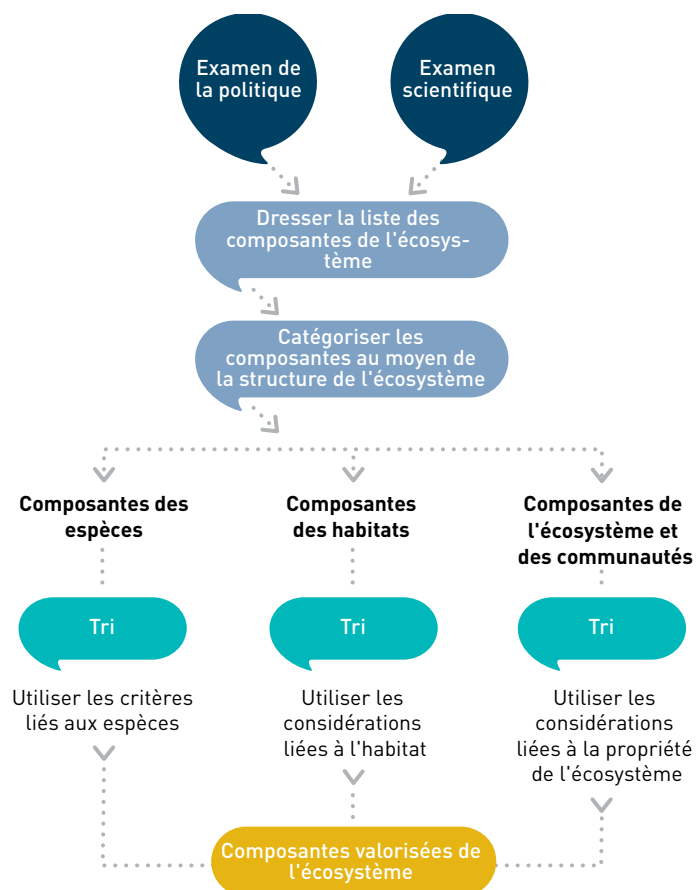 Examen de
la politique
Examen
scientifique
Dresser la liste des
composantes de l'écosys-
tème
Catégoriser les
composantes au moyen de
la structure de l'écosystème
Composantes des
espèces
Composantes
des habitats
Composantes de
l'écosystème et
des communautés
Tri
Tri
Tri
Utiliser les critères
liés aux espèces
Utiliser les
considérations
liées à l'habitat
Utiliser les
considérations
liées à la propriété
de l'écosystème
Composantes valorisées de
l'écosystème